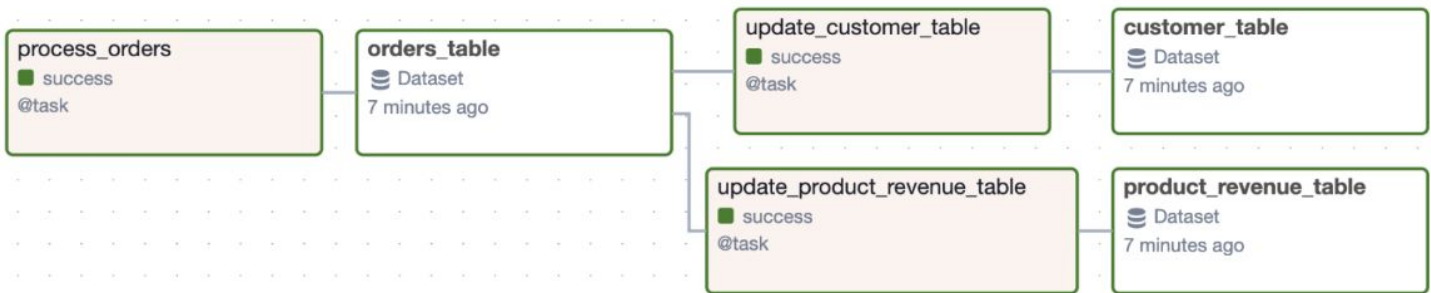 process_orders
success
@task
orders_table
Dataset
7 minutes ago
update_customer_table
success
@task
customer_table
Dataset
7 minutes ago
update_product_revenue_table
success
@task
product_revenue_table
Dataset
7 minutes ago